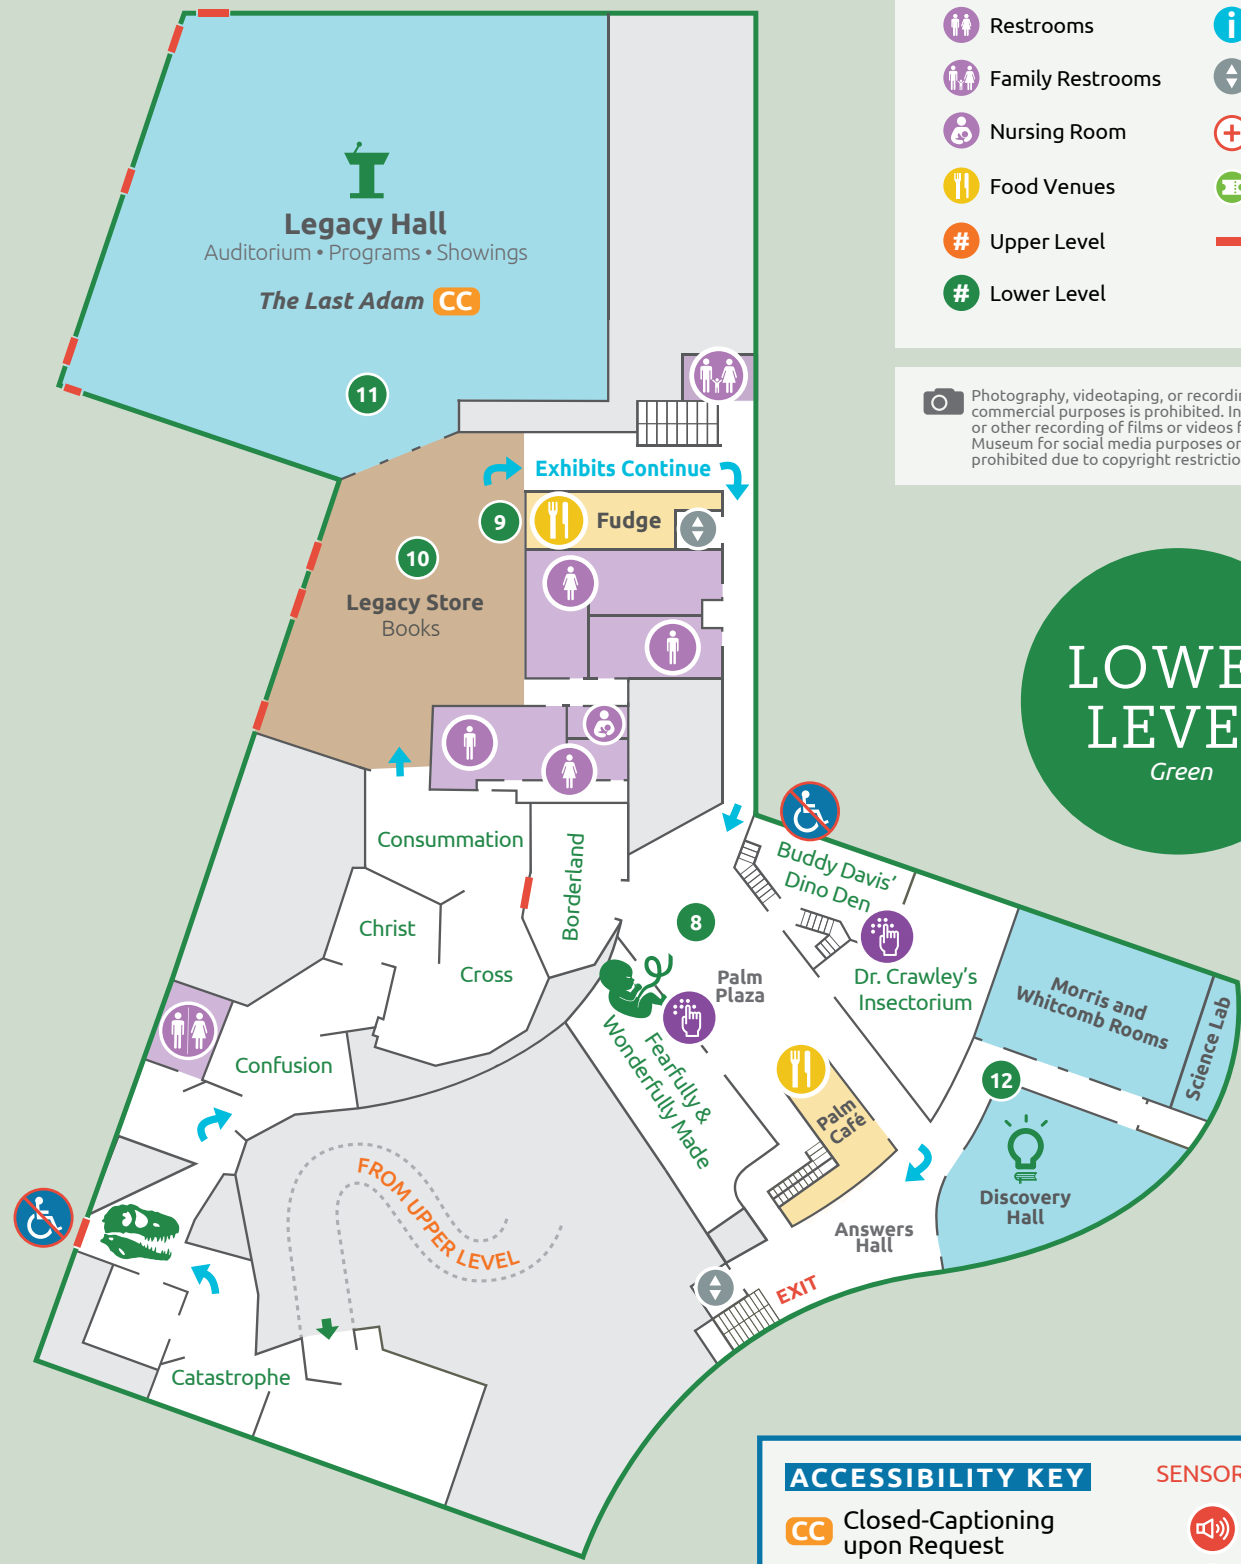 Restrooms
Family Restrooms
Nursing Room
Food Venues
# Upper Level
# Lower Level
Legacy Hall
Auditorium • Programs • Showings
The Last Adam CC
11
Photography, videotaping, or recordin
commercial purposes is prohibited. In
or other recording of films or videos f
Museum for social media purposes or
prohibited due to copyright restrictio
Exhibits Continue
9
Fudge
10
Legacy Store
Books
LOWE
LEVE
Green
Consummation
Borderland
Buddy Davis'
Dino Den
Christ
Cross
8
Palm
Plaza
Dr. Crawley's
Insectorium
Morris and
Whitcomb Rooms
Science Lab
Fearfully &
Wonderfully Made
Confusion
12
Palm
Café
Discovery
Hall
Answers
Hall
FROM UPPER LEVEL
EXIT
Catastrophe
ACCESSIBILITY KEY
SENSOR
CC Closed-Captioning
upon Request